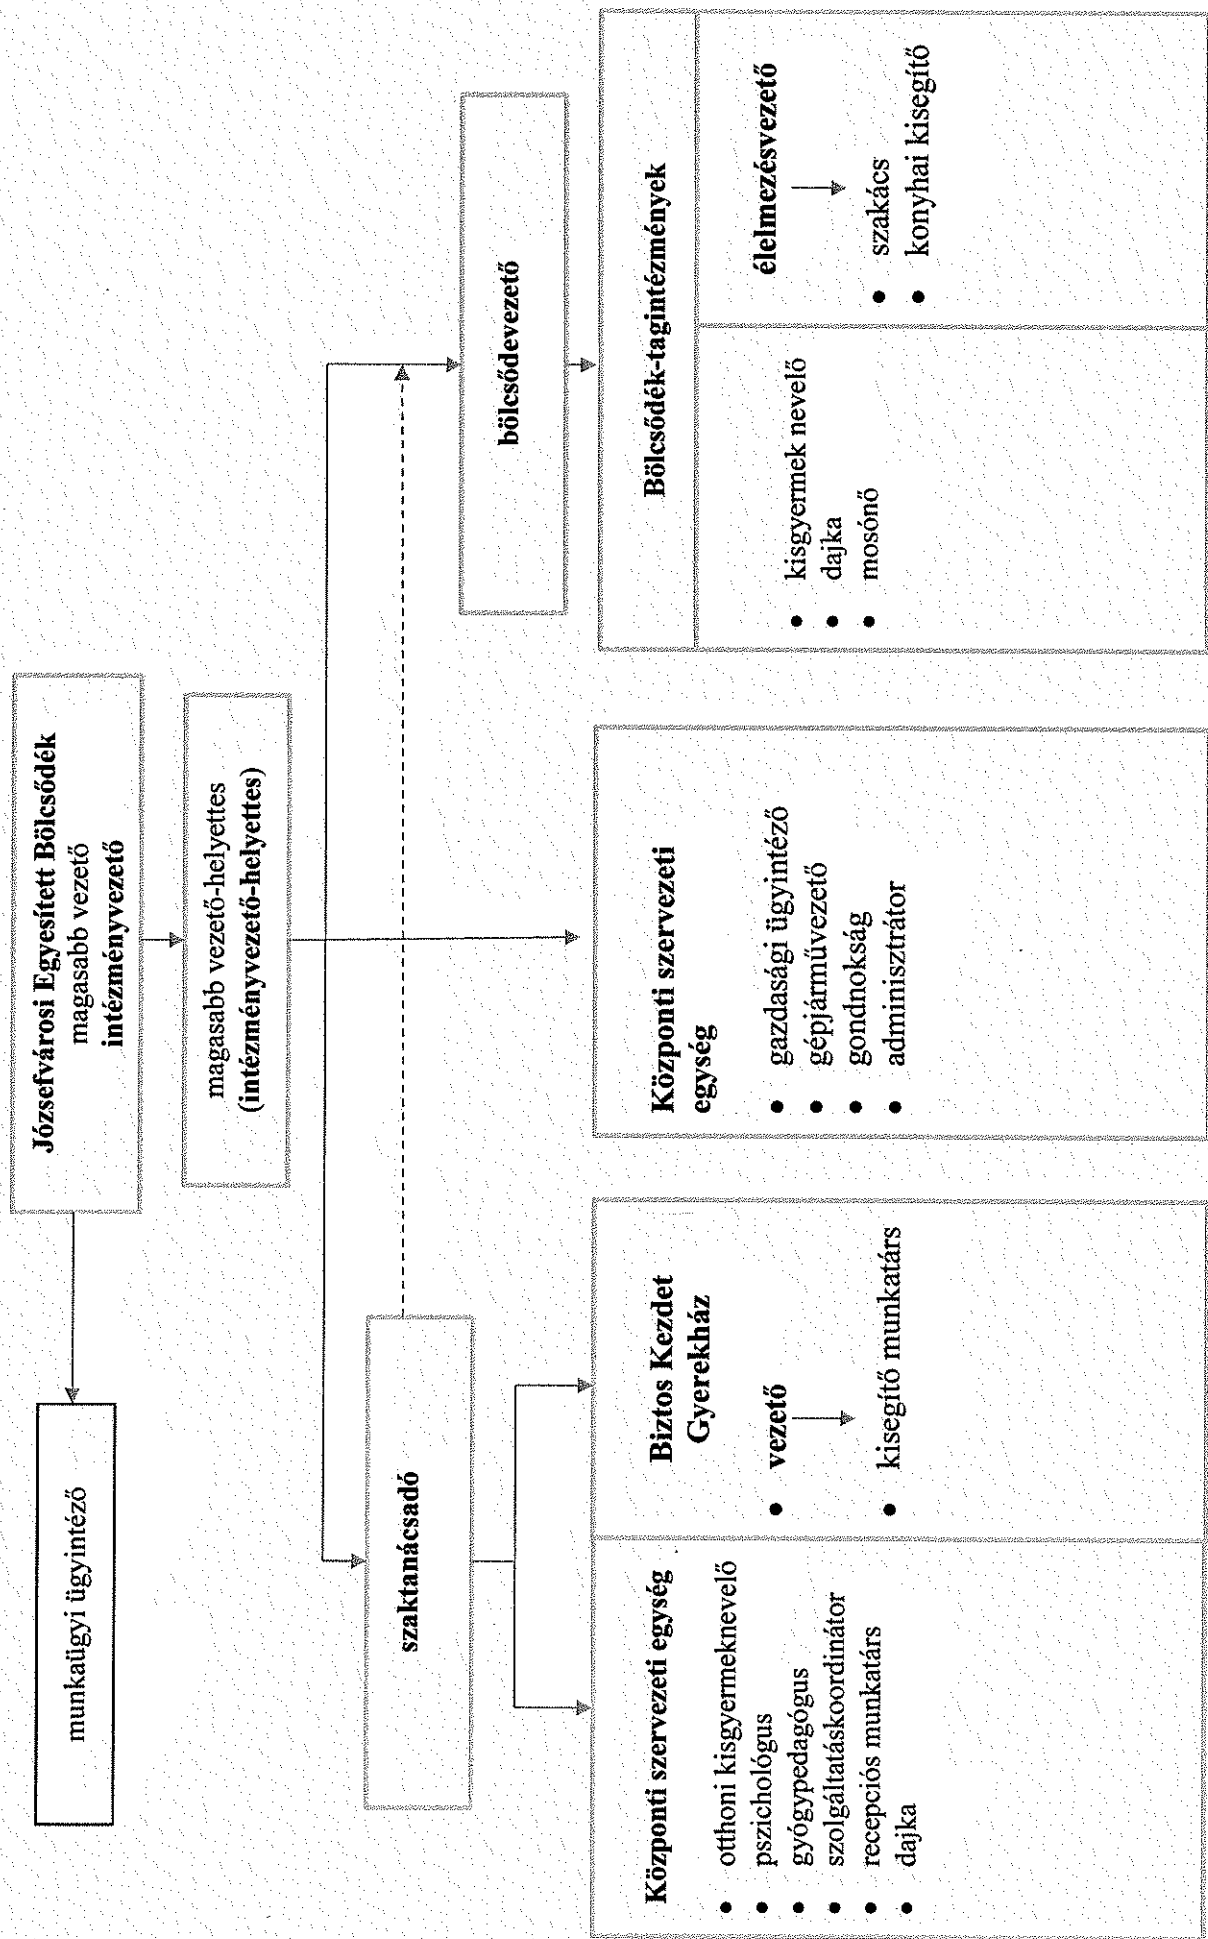 Józsefvárosi Egyesített Bölcsődék
magasabb vezető
intézményvezető
munkaügyi ügyintéző
magasabb vezető-helyettes
(intézményvezető-helyettes)
szaktanácsadó
bölcsődevezető
Központi szervezeti egység
• otthoni kisgyermeknevelő
• pszichológus
• gyógypedagógus
• szolgáltatáskoordinátor
• recepciós munkatárs
• dajka
Biztos Kezdet
Gyerekház
• vezető
• kisegítő munkatárs
Központi szervezeti
egység
• gazdasági ügyintéző
• gépjárművezető
• gondnokság
• adminisztrátor
Bölcsődék-tagintézmények
• kisgyermek nevelő
• dajka
• mosónő
élelmezésvezető
• szakács
• konyhai kisegítő